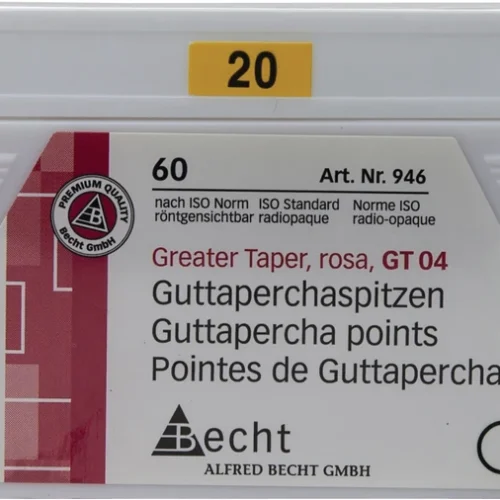 20
60 Art. Nr. 946
nach ISO Norm ISO Standard Norme ISO
röntgensichtbar radiopaque radio-opaque
PREMIUM QUALITY
B
Becht GmbH
Greater Taper, rosa, GT 04
Guttaperchaspitzen
Guttapercha points
Pointes de Guttapercha
Becht
ALFRED BECHT GMBH